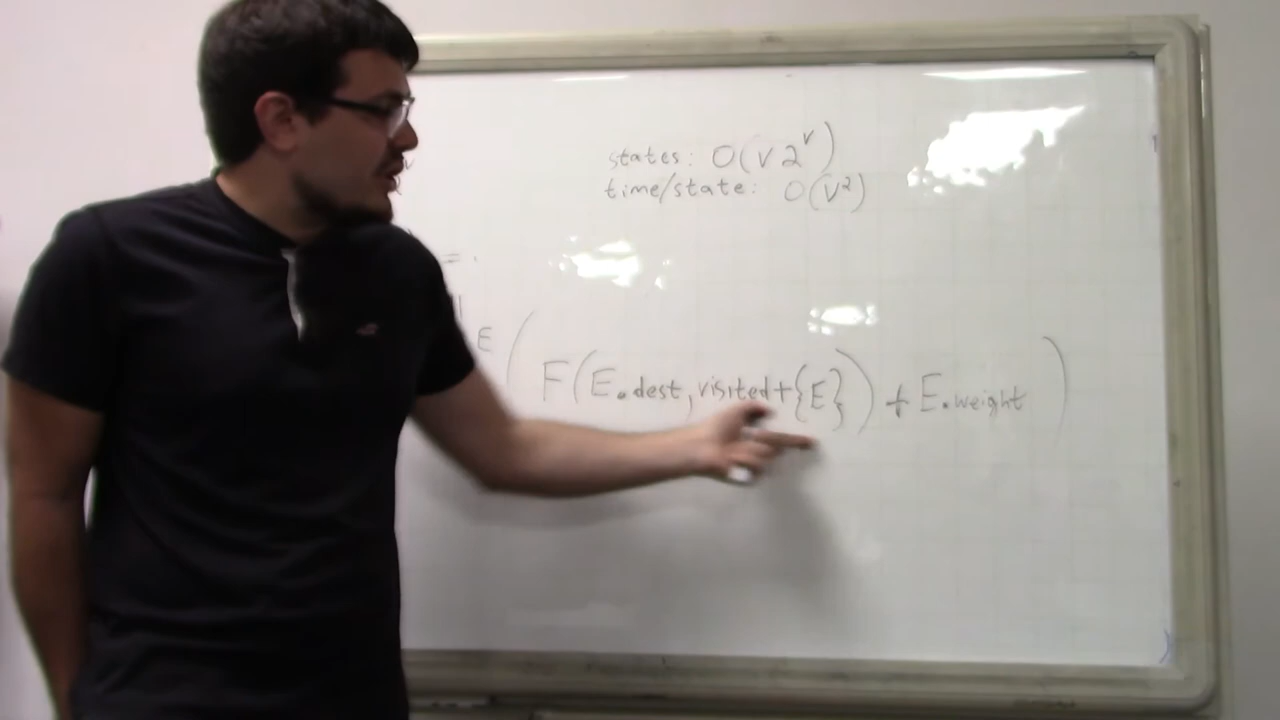 states: O(V 2^V)
time/state: O(V²)
=
E ( F(E.dest, visited+{E}) + E.weight )